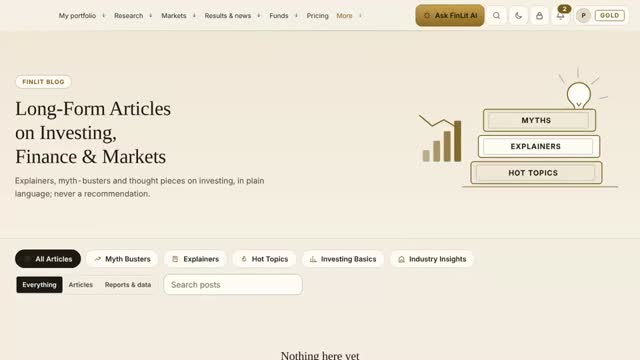 My portfolio Research Markets Results & news Funds Pricing More Ask FinLit AI 2 P GOLD
FINLIT BLOG
Long-Form Articles
on Investing,
Finance & Markets
Explainers, myth-busters and thought pieces on investing, in plain
language; never a recommendation.
MYTHS
EXPLAINERS
HOT TOPICS
All Articles Myth Busters Explainers Hot Topics Investing Basics Industry Insights
Everything Articles Reports & data Search posts
Nothing here yet